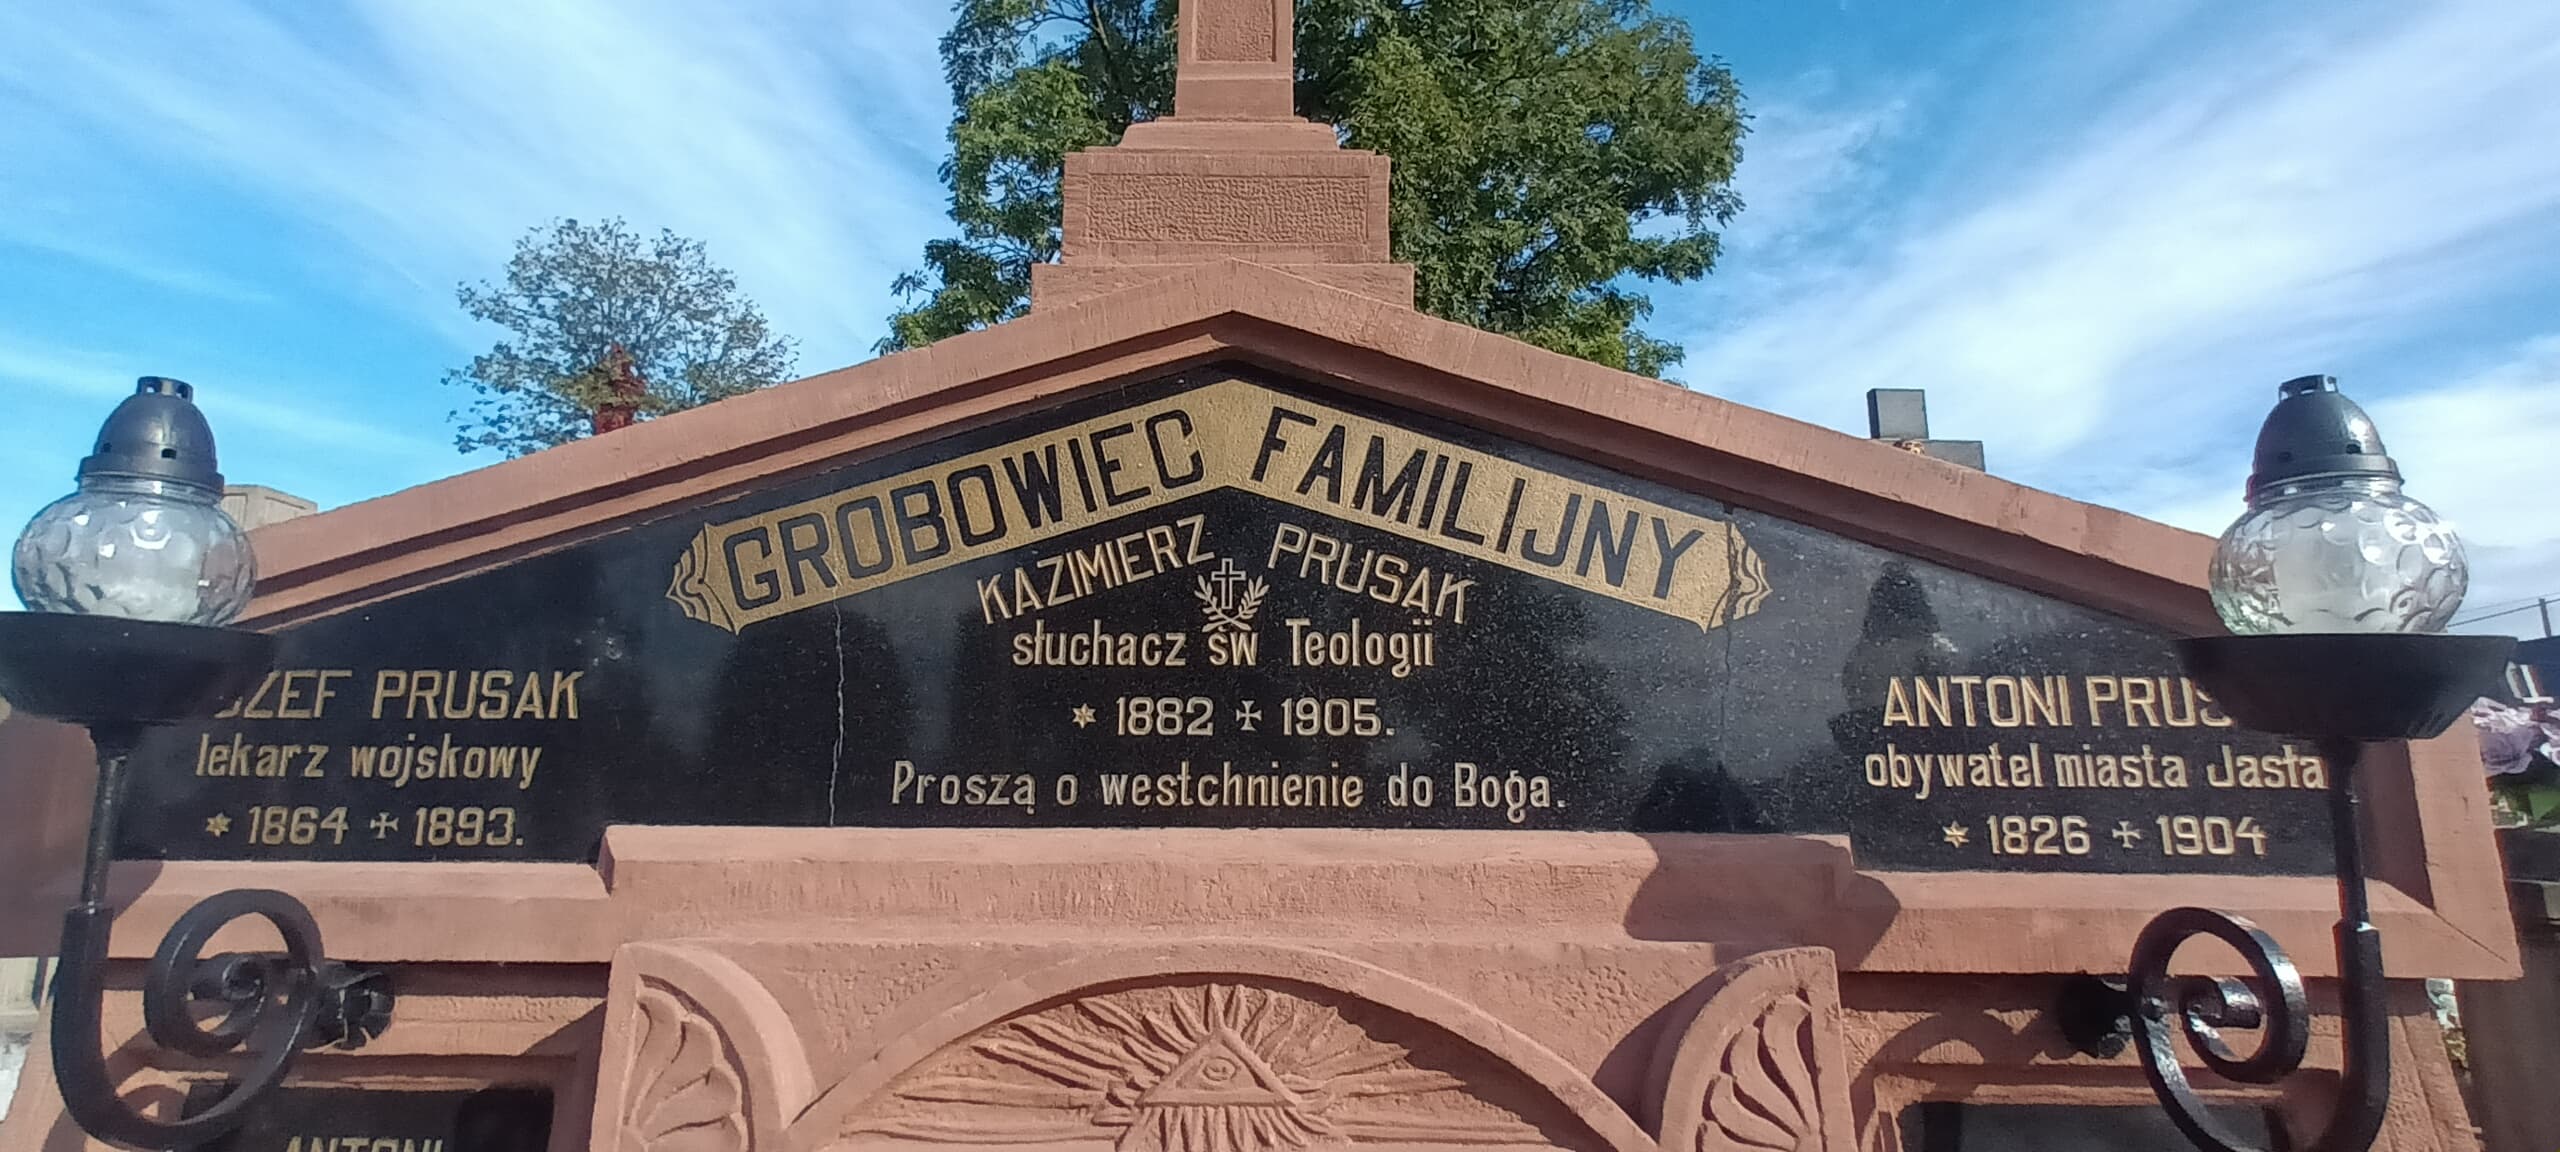 GROBOWIEC FAMILIJNY
KAZIMIERZ PRUSAK
słuchacz św Teologii
* 1882 ✠ 1905.
Proszą o westchnienie do Boga.
ZEF PRUSAK
lekarz wojskowy
* 1864 ✠ 1893.
ANTONI PRUS
obywatel miasta Jasła
* 1826 ✠ 1904
ANTONI